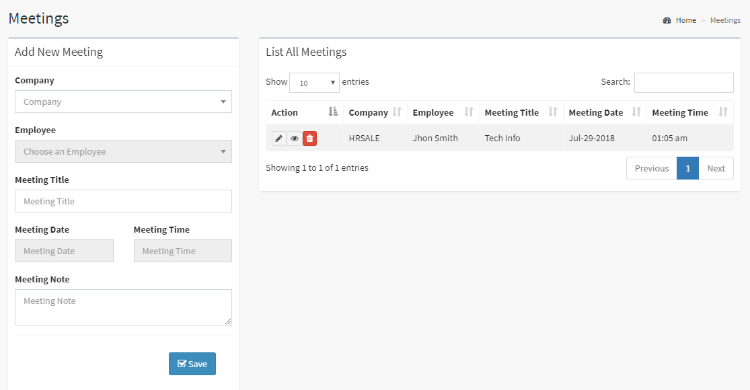 Meetings
Home » Meetings
Add New Meeting
Company
Company
Employee
Choose an Employee
Meeting Title
Meeting Title
Meeting Date Meeting Time
Meeting Date Meeting Time
Meeting Note
Meeting Note
Save
List All Meetings
Show 10 entries Search:
Action Company Employee Meeting Title Meeting Date Meeting Time
HRSALE Jhon Smith Tech Info Jul-29-2018 01:05 am
Showing 1 to 1 of 1 entries Previous 1 Next